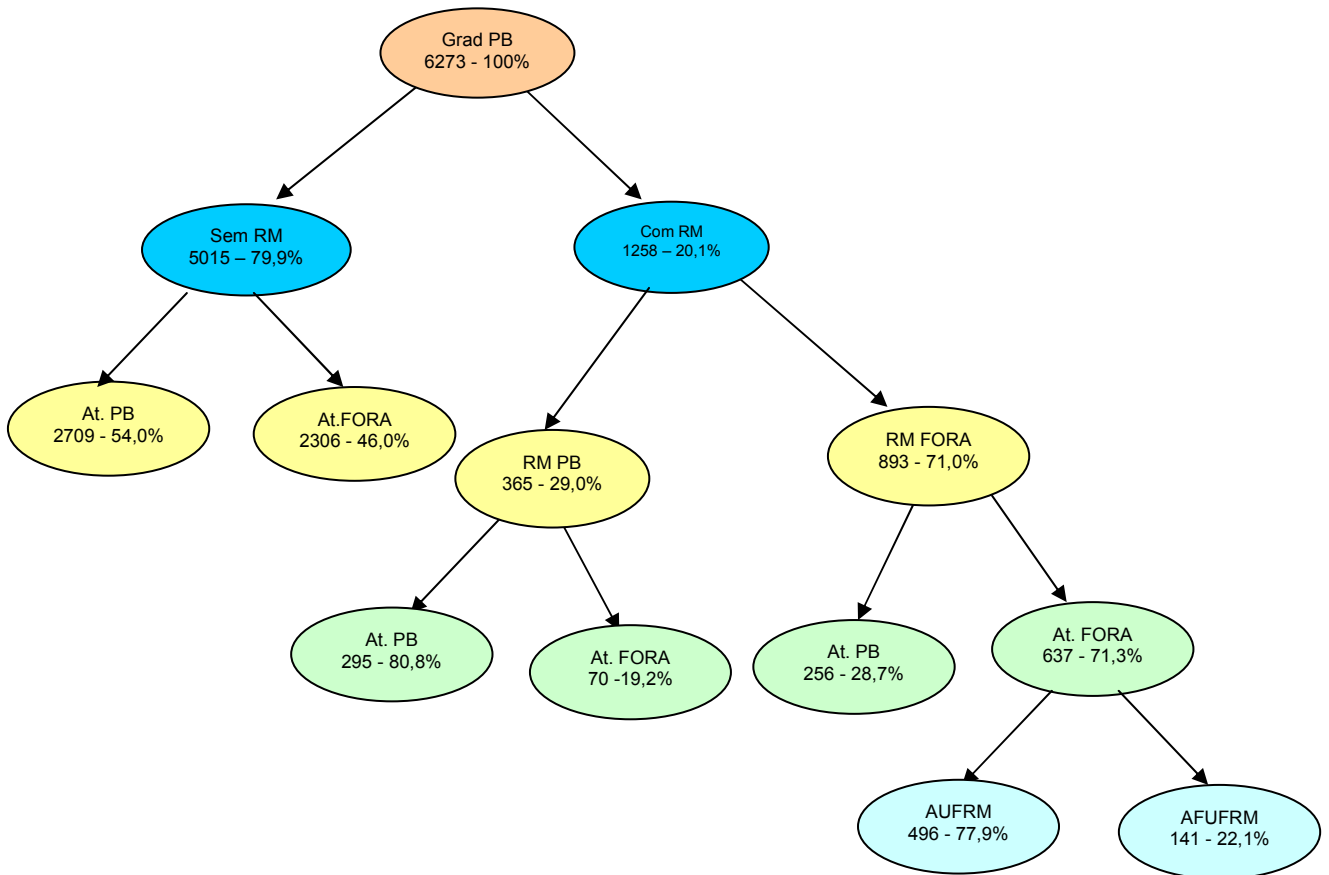 Grad PB
6273 - 100%
Sem RM
5015 – 79,9%
Com RM
1258 – 20,1%
At. PB
2709 - 54,0%
At.FORA
2306 - 46,0%
RM PB
365 - 29,0%
RM FORA
893 - 71,0%
At. PB
295 - 80,8%
At. FORA
70 -19,2%
At. PB
256 - 28,7%
At. FORA
637 - 71,3%
AUFRM
496 - 77,9%
AFUFRM
141 - 22,1%